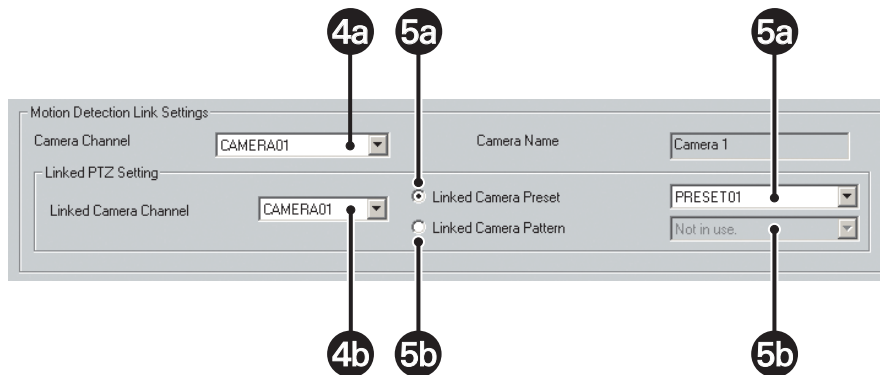 4a 5a 5a
Motion Detection Link Settings
Camera Channel CAMERA01 Camera Name Camera 1
Linked PTZ Setting
Linked Camera Channel CAMERA01 Linked Camera Preset PRESET01
Linked Camera Pattern Not in use.
4b 5b 5b